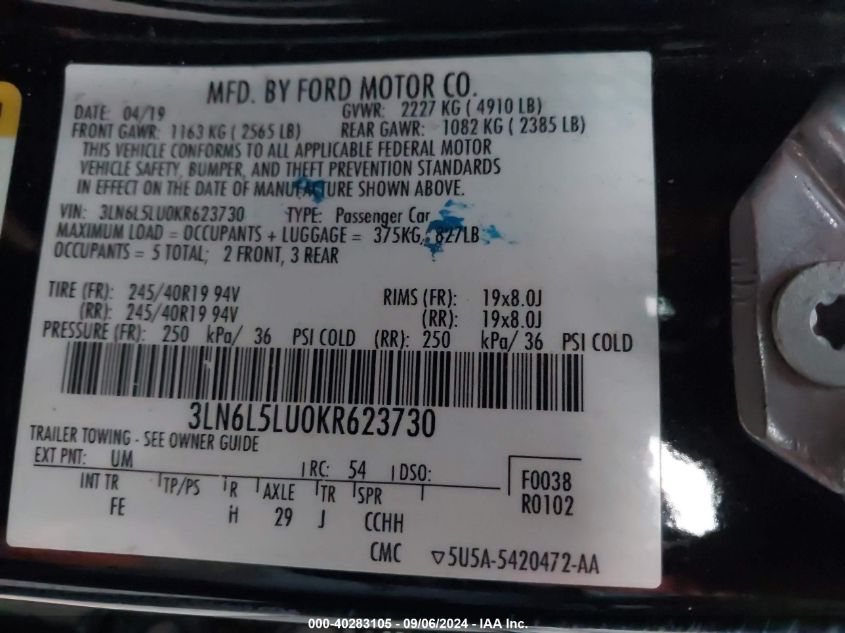 MFD. BY FORD MOTOR CO.
DATE: 04/19 GVWR: 2227 KG ( 4910 LB)
FRONT GAWR: 1163 KG ( 2565 LB) REAR GAWR: 1082 KG ( 2385 LB)
THIS VEHICLE CONFORMS TO ALL APPLICABLE FEDERAL MOTOR
VEHICLE SAFETY, BUMPER, AND THEFT PREVENTION STANDARDS
IN EFFECT ON THE DATE OF MANUFACTURE SHOWN ABOVE.
VIN: 3LN6L5LU0KR623730 TYPE: Passenger Car
MAXIMUM LOAD = OCCUPANTS + LUGGAGE = 375KG, 827LB
OCCUPANTS = 5 TOTAL; 2 FRONT, 3 REAR
TIRE (FR): 245/40R19 94V RIMS (FR): 19x8.0J
(RR): 245/40R19 94V (RR): 19x8.0J
PRESSURE (FR): 250 kPa/ 36 PSI COLD (RR): 250 kPa/ 36 PSI COLD
3LN6L5LU0KR623730
TRAILER TOWING - SEE OWNER GUIDE
EXT PNT: UM RC: 54 DSO: F0038
INT TR TP/PS R AXLE TR SPR R0102
FE H 29 J CCHH
CMC ▽5U5A-5420472-AA
000-40283105 - 09/06/2024 - IAA Inc.